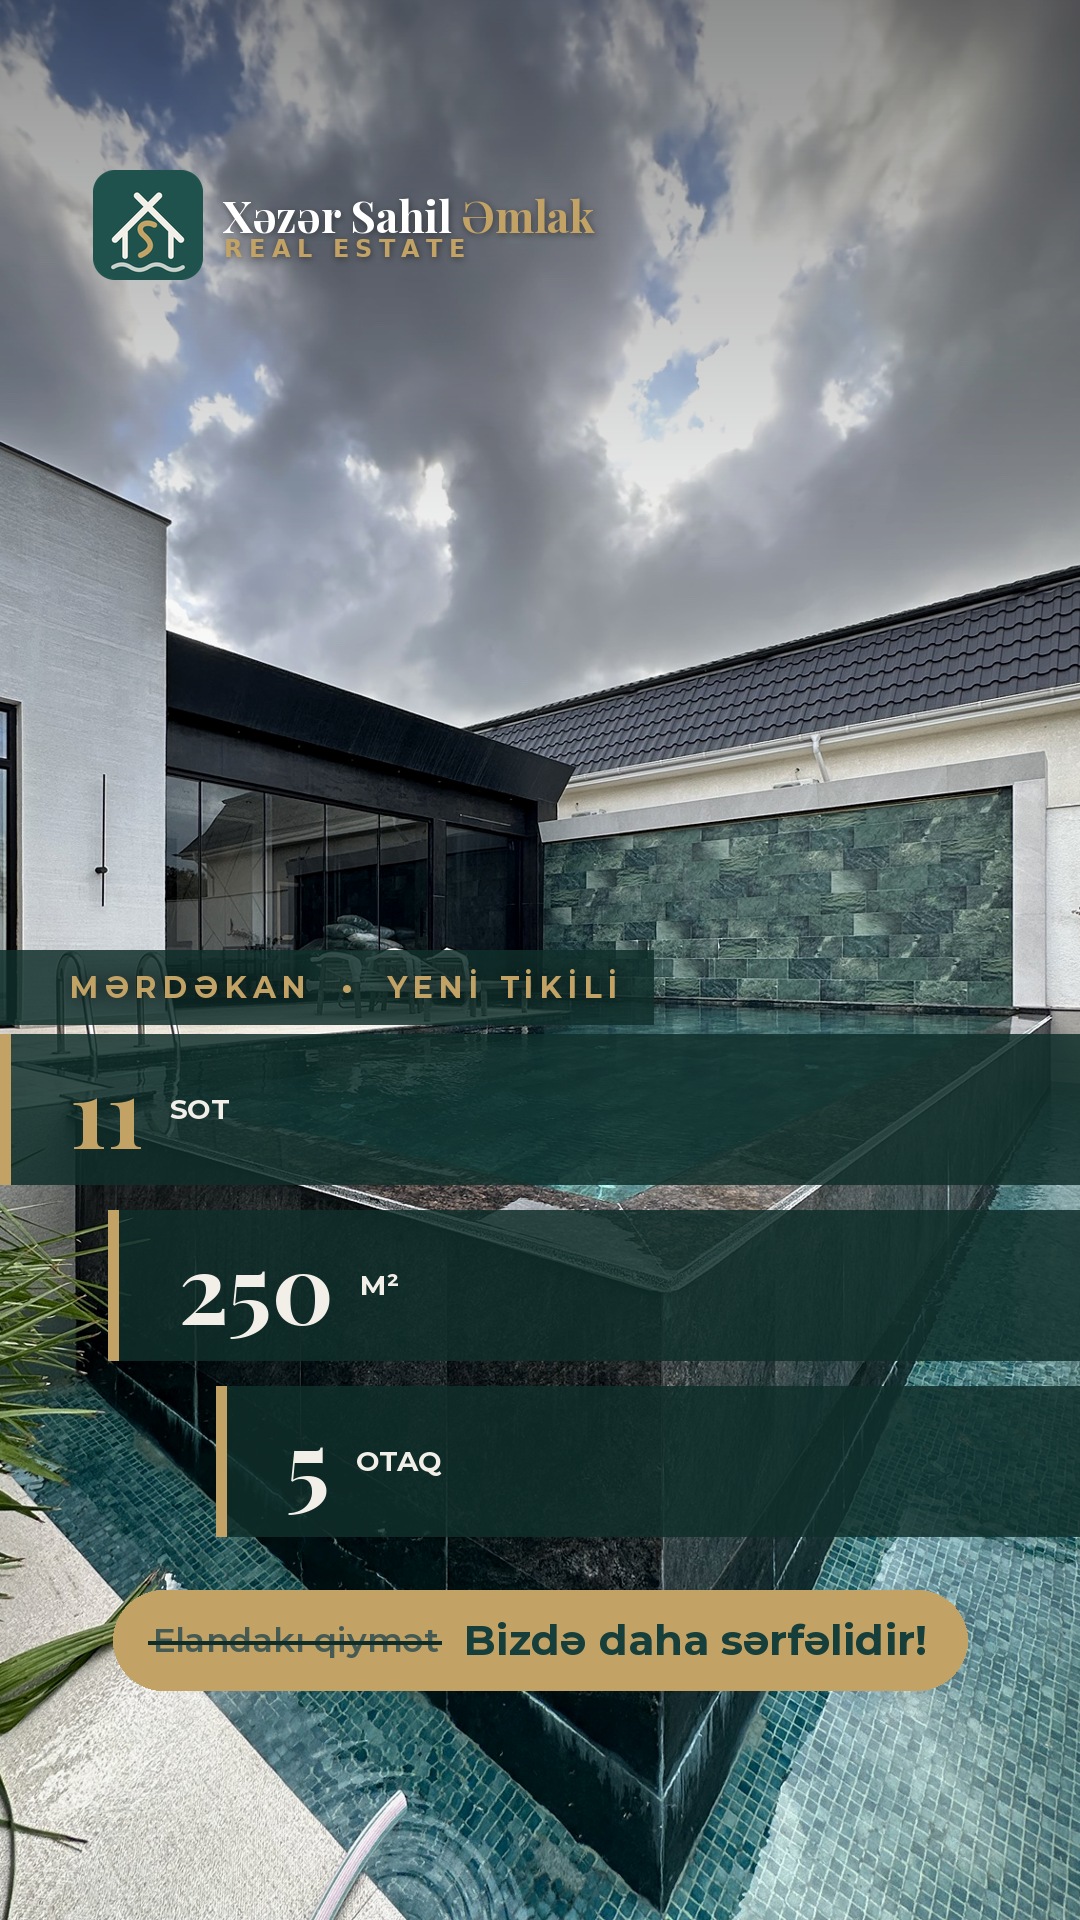 Xəzər Sahil Əmlak
REAL ESTATE
S
MƏRDƏKAN • YENİ TİKİLİ
11 SOT
250 M²
5 OTAQ
Elandakı qiymət Bizdə daha sərfəlidir!